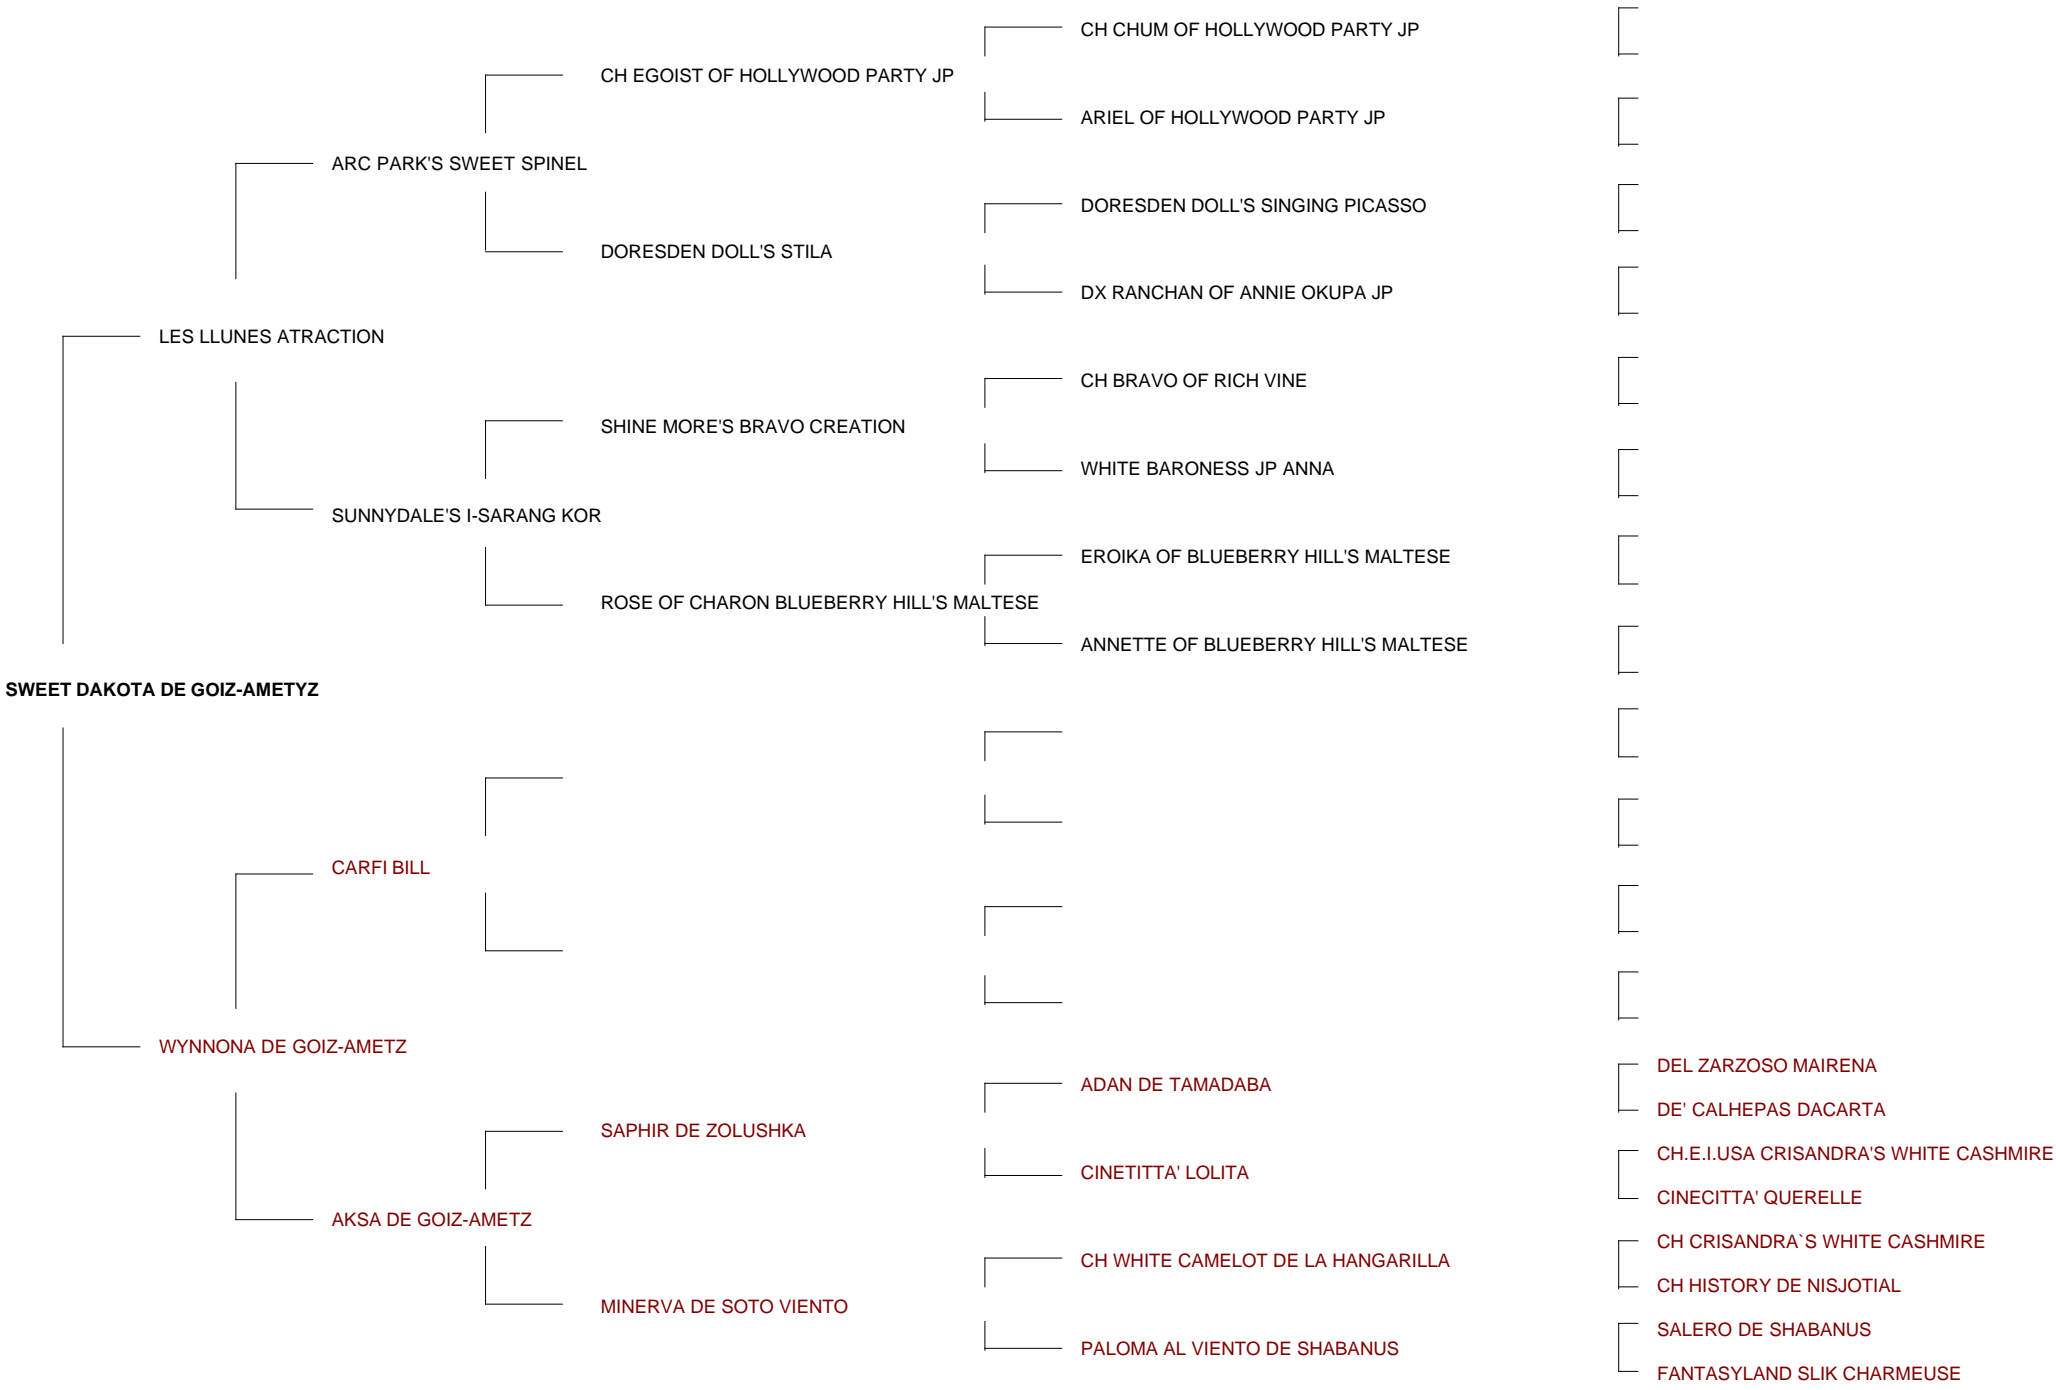 CH CHUM OF HOLLYWOOD PARTY JP
CH EGOIST OF HOLLYWOOD PARTY JP
ARIEL OF HOLLYWOOD PARTY JP
ARC PARK'S SWEET SPINEL
DORESDEN DOLL'S SINGING PICASSO
DORESDEN DOLL'S STILA
DX RANCHAN OF ANNIE OKUPA JP
LES LLUNES ATRACTION
CH BRAVO OF RICH VINE
SHINE MORE'S BRAVO CREATION
WHITE BARONESS JP ANNA
SUNNYDALE'S I-SARANG KOR
EROIKA OF BLUEBERRY HILL'S MALTESE
ROSE OF CHARON BLUEBERRY HILL'S MALTESE
ANNETTE OF BLUEBERRY HILL'S MALTESE
SWEET DAKOTA DE GOIZ-AMETYZ
CARFI BILL
WYNNONA DE GOIZ-AMETZ
DEL ZARZOSO MAIRENA
ADAN DE TAMADABA
DE' CALHEPAS DACARTA
SAPHIR DE ZOLUSHKA
CH.E.I.USA CRISANDRA'S WHITE CASHMIRE
CINETITTA' LOLITA
CINECITTA' QUERELLE
AKSA DE GOIZ-AMETZ
CH CRISANDRA`S WHITE CASHMIRE
CH WHITE CAMELOT DE LA HANGARILLA
CH HISTORY DE NISJOTIAL
MINERVA DE SOTO VIENTO
SALERO DE SHABANUS
PALOMA AL VIENTO DE SHABANUS
FANTASYLAND SLIK CHARMEUSE